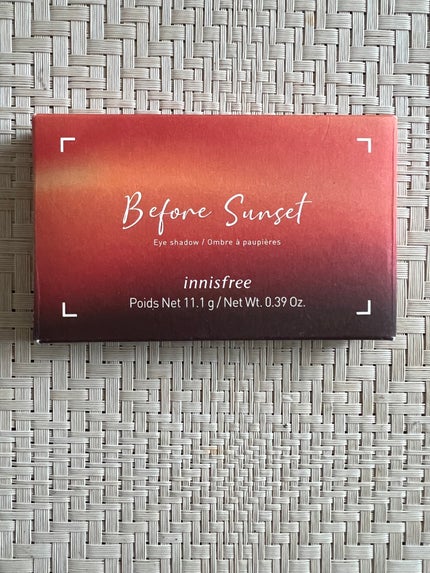 Before Sunset
Eye shadow / Ombre à paupières
innisfree
Poids Net 11.1 g / Net Wt. 0.39 Oz.